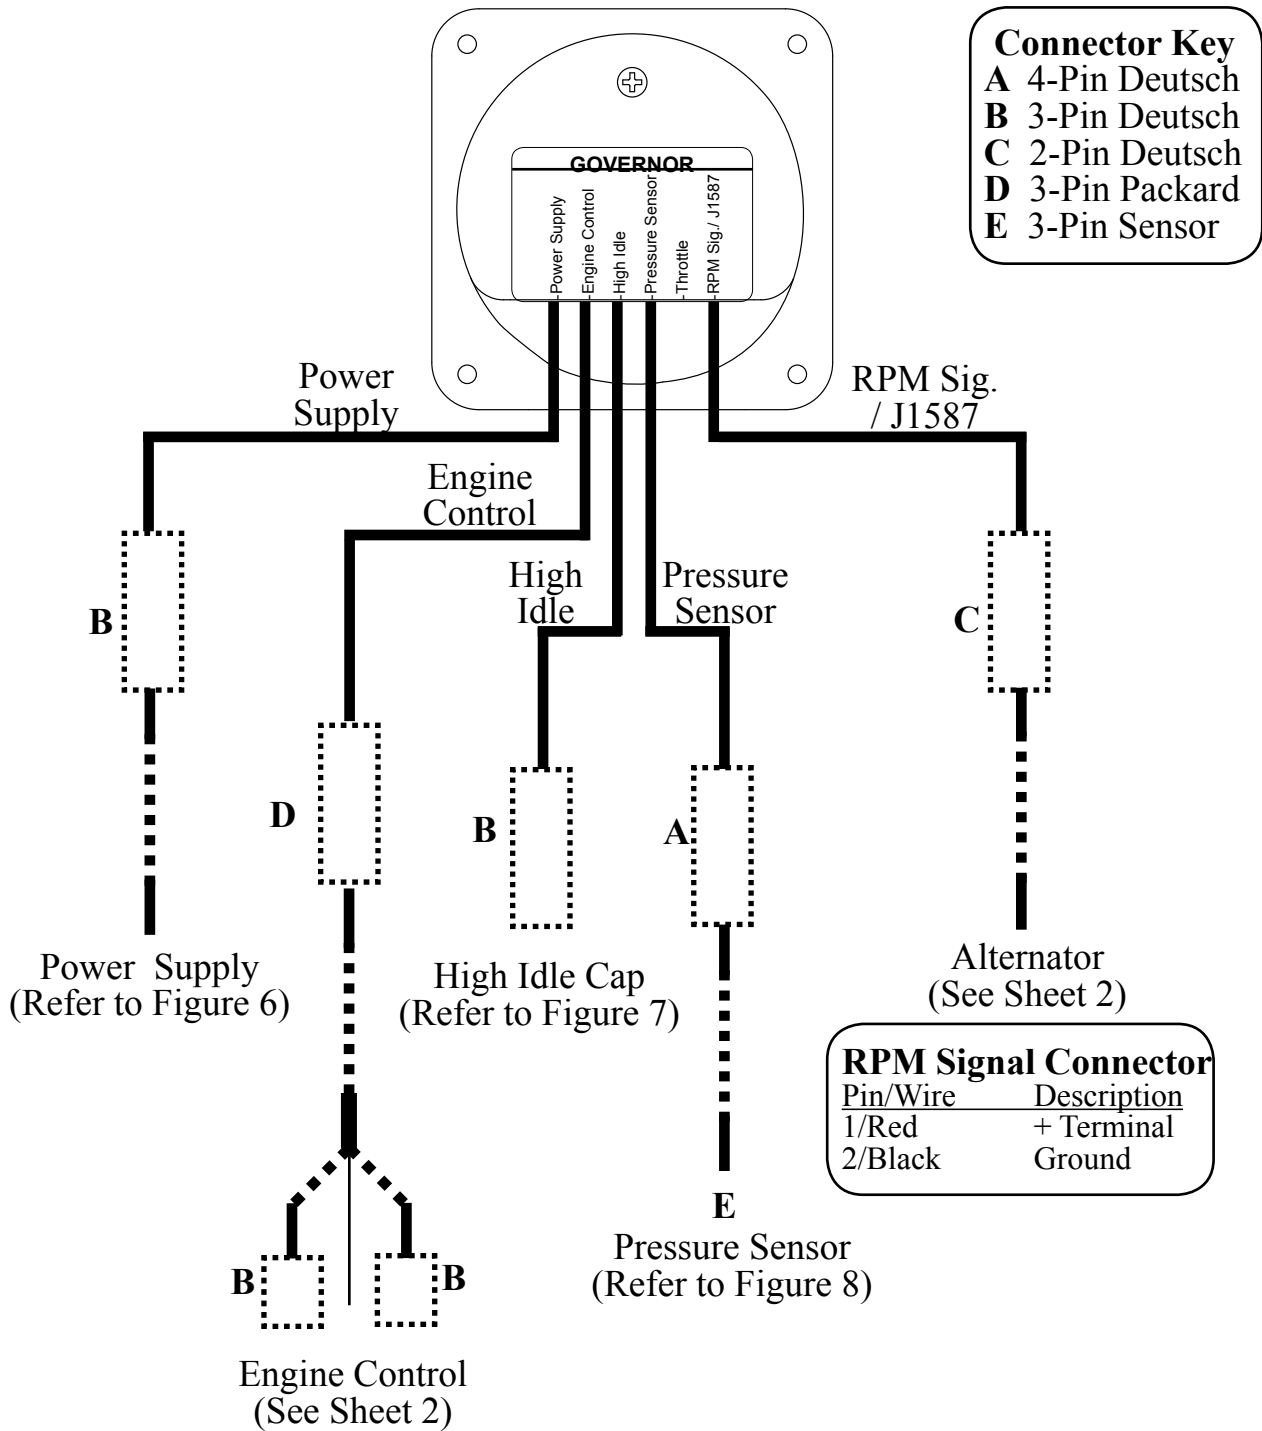 Connector Key
A 4-Pin Deutsch
B 3-Pin Deutsch
C 2-Pin Deutsch
D 3-Pin Packard
E 3-Pin Sensor
GOVERNOR
Power Supply
Engine Control
High Idle
Pressure Sensor
Throttle
RPM Sig./ J1587
Power
Supply
RPM Sig.
/ J1587
Engine
Control
High
Idle
Pressure
Sensor
B
C
D
B
A
Power Supply
(Refer to Figure 6)
High Idle Cap
(Refer to Figure 7)
Alternator
(See Sheet 2)
RPM Signal Connector
Pin/Wire Description
1/Red + Terminal
2/Black Ground
E
Pressure Sensor
(Refer to Figure 8)
B
B
Engine Control
(See Sheet 2)